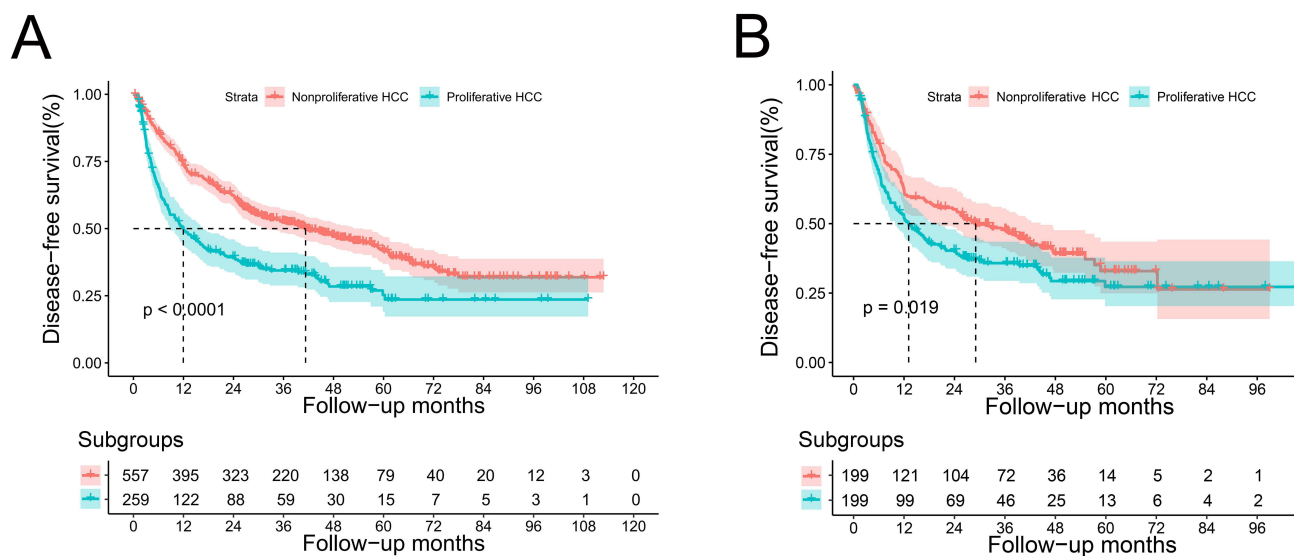 A
Disease-free survival(%)
Strata Nonproliferative HCC Proliferative HCC
1.00
0.75
0.50
0.25
0.00
p < 0.0001
0 12 24 36 48 60 72 84 96 108 120
Follow-up months
Subgroups
557 395 323 220 138 79 40 20 12 3 0
259 122 88 59 30 15 7 5 3 1 0
0 12 24 36 48 60 72 84 96 108 120
B
Disease-free survival(%)
Strata Nonproliferative HCC Proliferative HCC
1.00
0.75
0.50
0.25
0.00
p = 0.019
0 12 24 36 48 60 72 84 96
Follow-up months
Subgroups
199 121 104 72 36 14 5 2 1
199 99 69 46 25 13 6 4 2
0 12 24 36 48 60 72 84 96